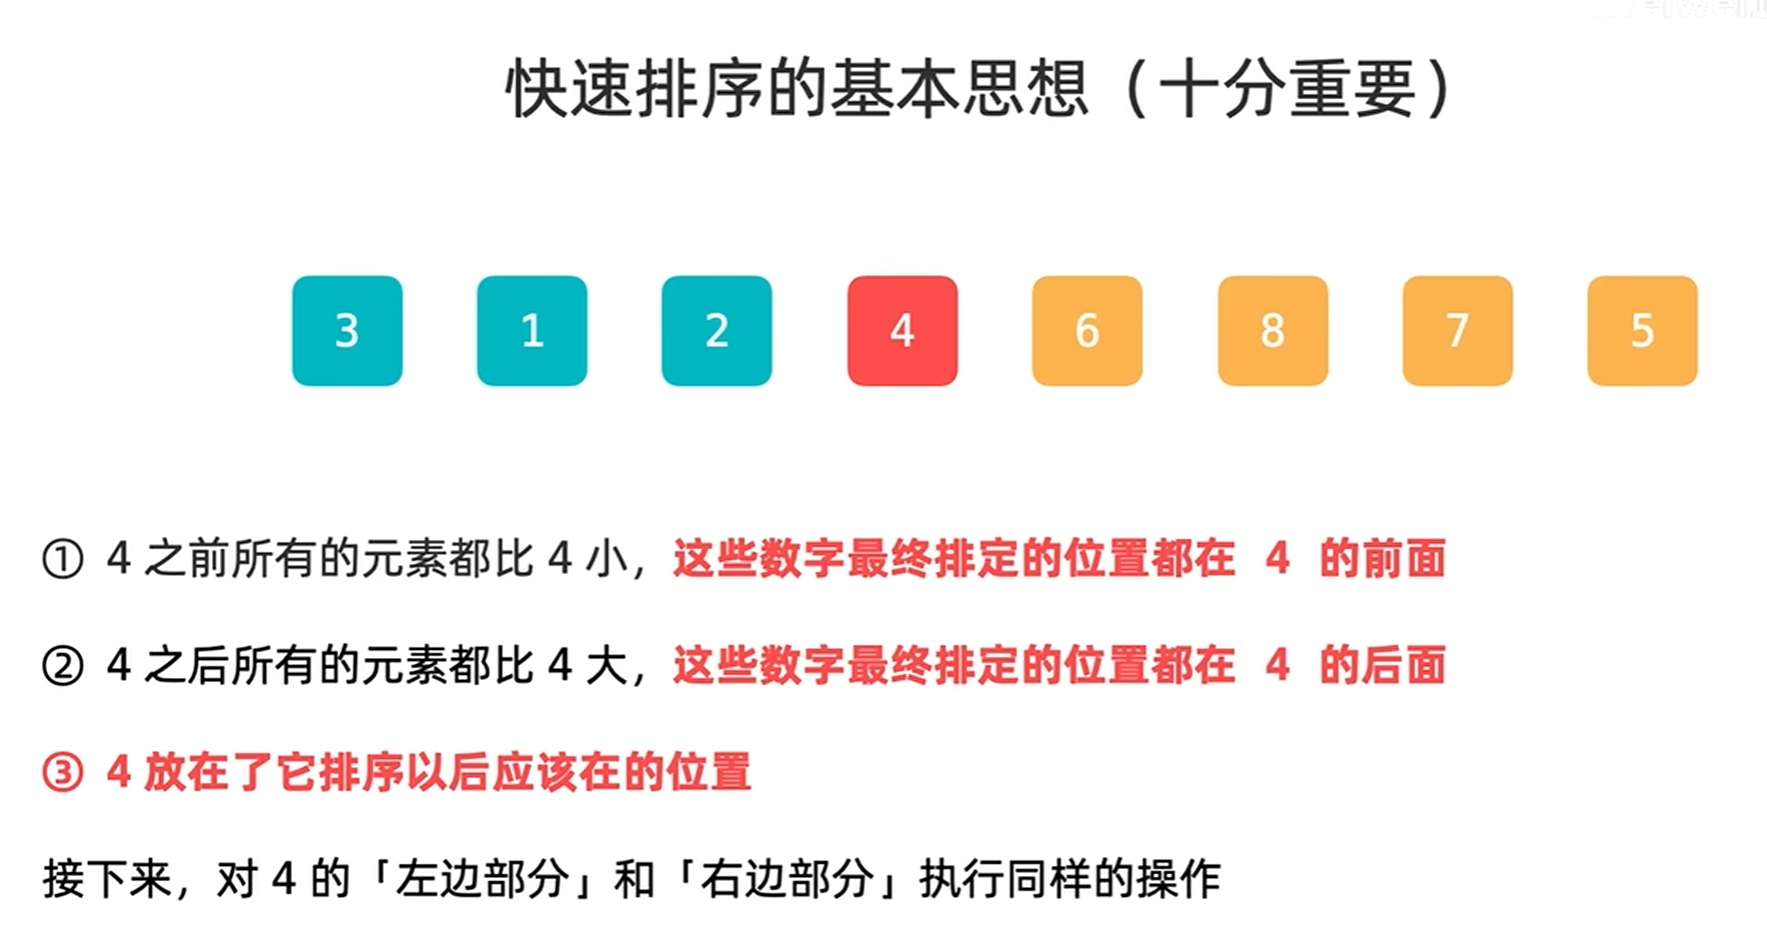 快速排序的基本思想（十分重要）
3 1 2 4 6 8 7 5
① 4 之前所有的元素都比 4 小，这些数字最终排定的位置都在 4 的前面
② 4 之后所有的元素都比 4 大，这些数字最终排定的位置都在 4 的后面
③ 4 放在了它排序以后应该在的位置
接下来，对 4 的「左边部分」和「右边部分」执行同样的操作